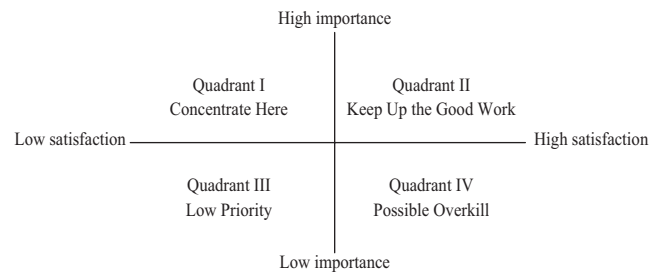 High importance
Quadrant I
Concentrate Here
Quadrant II
Keep Up the Good Work
Low satisfaction
High satisfaction
Quadrant III
Low Priority
Quadrant IV
Possible Overkill
Low importance